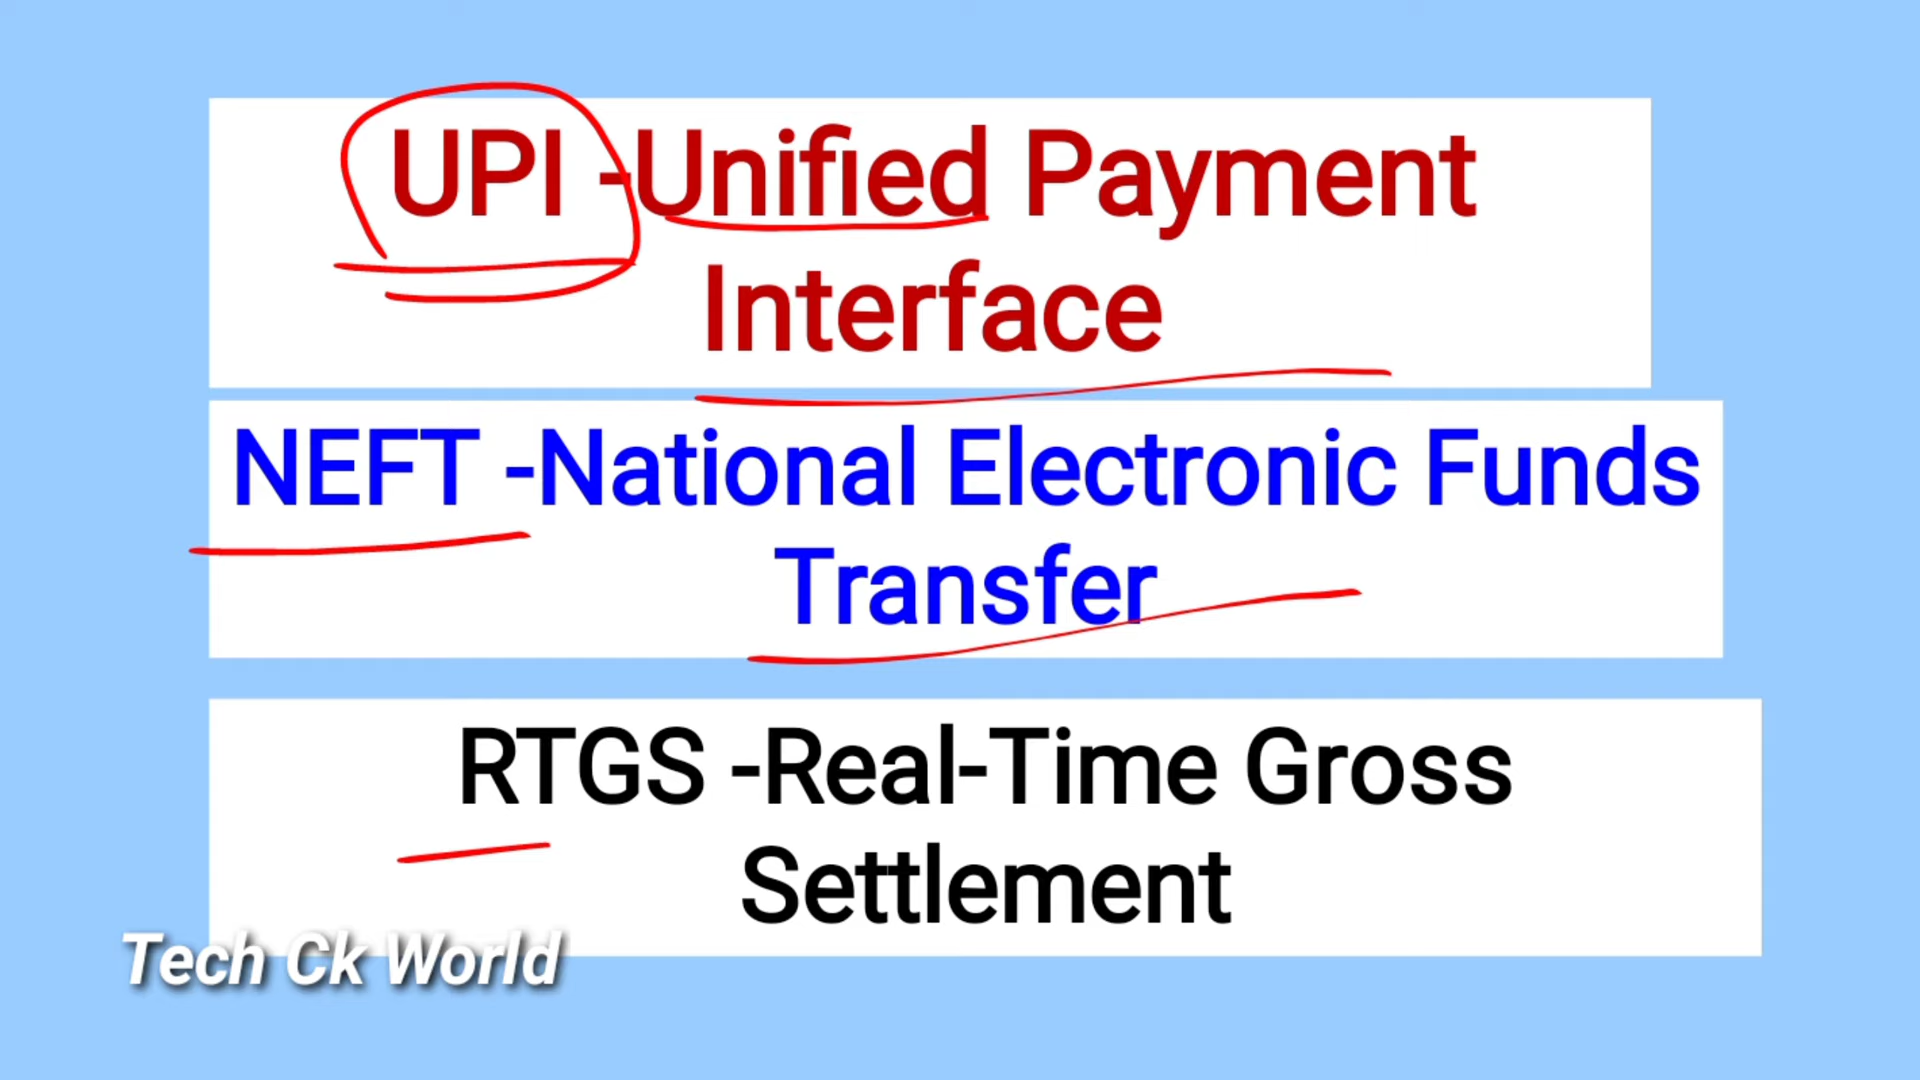 UPI -Unified Payment
Interface
NEFT -National Electronic Funds
Transfer
RTGS -Real-Time Gross
Settlement
Tech Ck World